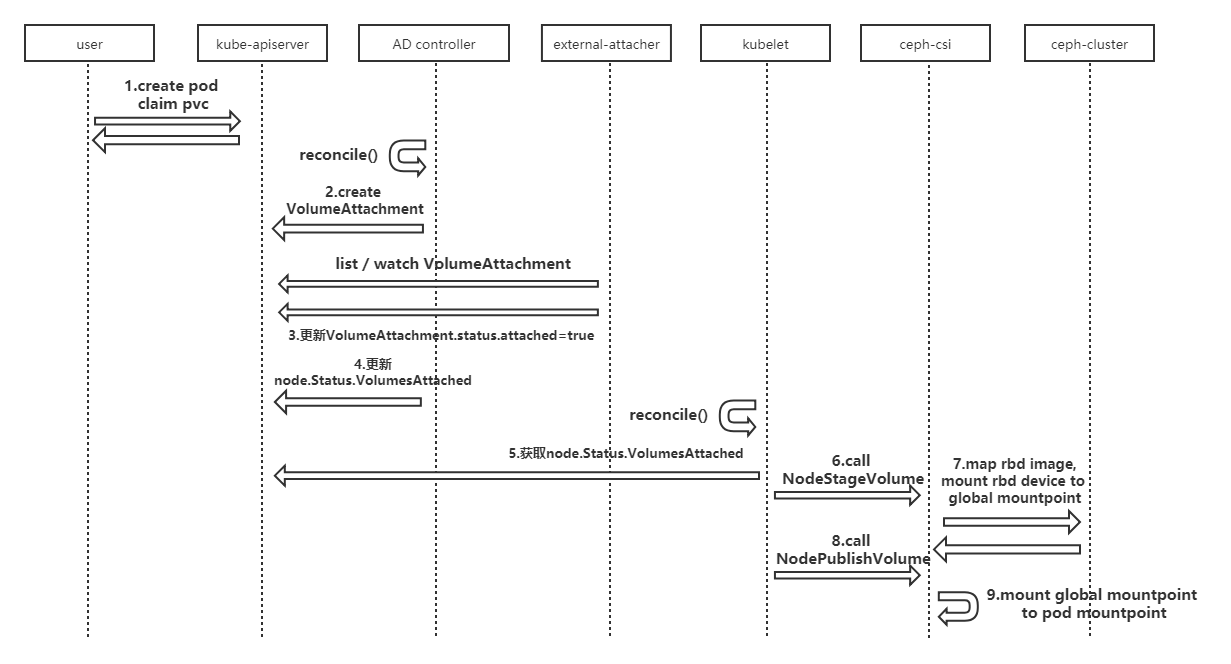 user
kube-apiserver
AD controller
external-attacher
kubelet
ceph-csi
ceph-cluster
1.create pod
claim pvc
reconcile()
2.create
VolumeAttachment
list / watch VolumeAttachment
3.更新VolumeAttachment.status.attached=true
4.更新
node.Status.VolumesAttached
reconcile()
5.获取node.Status.VolumesAttached
6.call
NodeStageVolume
7.map rbd image,
mount rbd device to
global mountpoint
8.call
NodePublishVolume
9.mount global mountpoint
to pod mountpoint